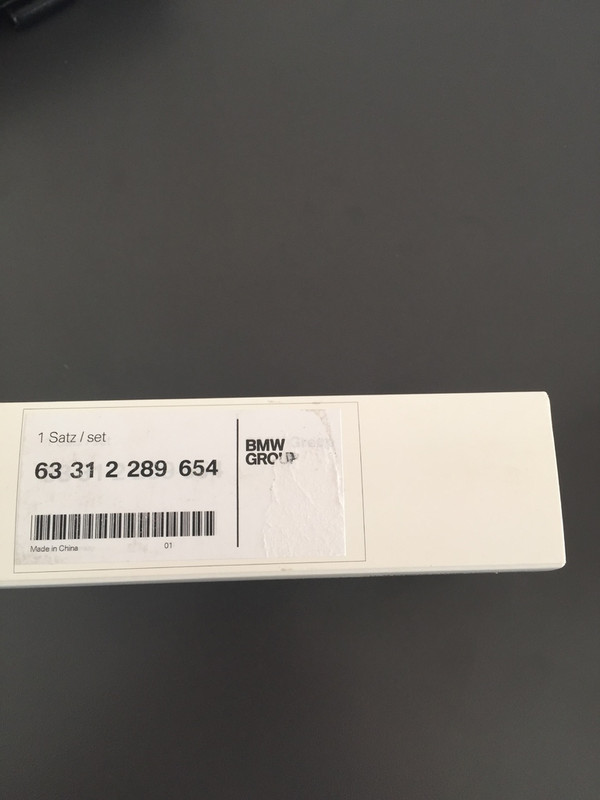 1 Satz / set
63 31 2 289 654
Made in China
01
BMW
GROUP